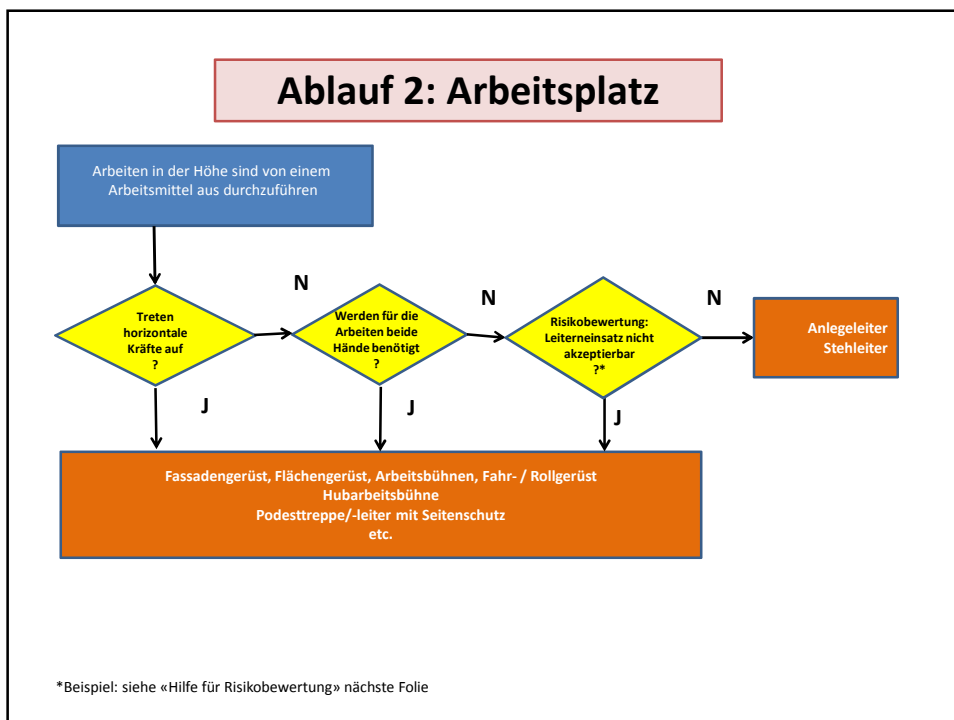 Ablauf 2: Arbeitsplatz
Arbeiten in der Höhe sind von einem
Arbeitsmittel aus durchzuführen
N
N
N
Treten
horizontale
Kräfte auf
?
Werden für die
Arbeiten beide
Hände benötigt
?
Risikobewertung:
Leiterneinsatz nicht
akzeptierbar
?*
Anlegeleiter
Stehleiter
J
J
J
Fassadengerüst, Flächengerüst, Arbeitsbühnen, Fahr- / Rollgerüst
Hubarbeitsbühne
Podesttreppe/-leiter mit Seitenschutz
etc.
*Beispiel: siehe «Hilfe für Risikobewertung» nächste Folie